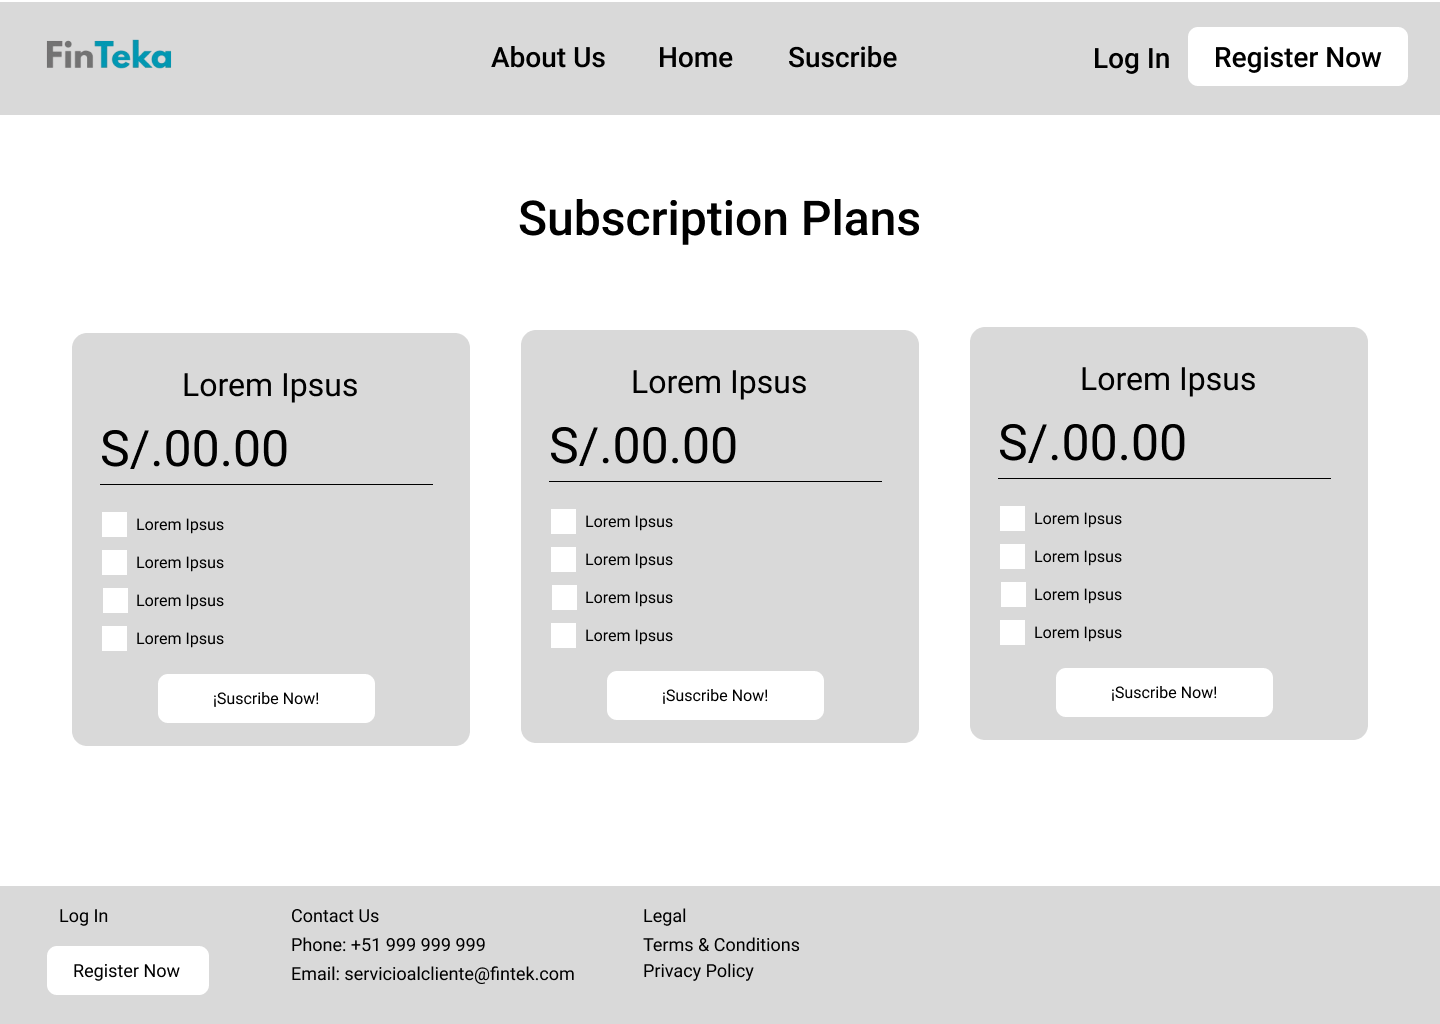 FinTeka
About Us Home Suscribe
Log In Register Now
Subscription Plans
Lorem Ipsus
S/.00.00
Lorem Ipsus
Lorem Ipsus
Lorem Ipsus
Lorem Ipsus
¡Suscribe Now!
Lorem Ipsus
S/.00.00
Lorem Ipsus
Lorem Ipsus
Lorem Ipsus
Lorem Ipsus
¡Suscribe Now!
Lorem Ipsus
S/.00.00
Lorem Ipsus
Lorem Ipsus
Lorem Ipsus
Lorem Ipsus
¡Suscribe Now!
Log In
Register Now
Contact Us
Phone: +51 999 999 999
Email: servicioalcliente@fintek.com
Legal
Terms & Conditions
Privacy Policy